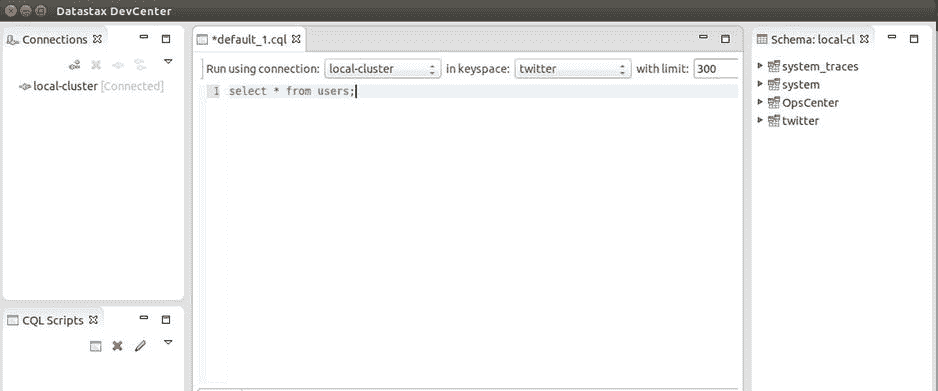 Datastax DevCenter
Connections
local-cluster [Connected]
CQL Scripts
*default_1.cql
Run using connection: local-cluster in keyspace: twitter with limit: 300
1 select * from users;
Schema: local-cl
system_traces
system
OpsCenter
twitter